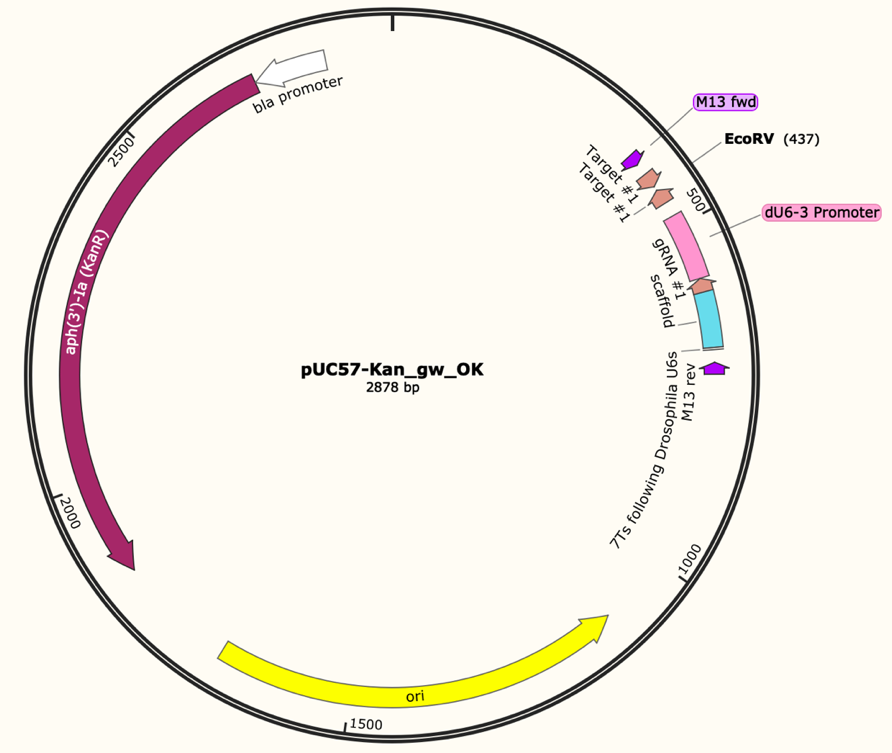 bla promoter
M13 fwd
EcoRV (437)
Target #1
Target #1
500
dU6-3 Promoter
gRNA #1
scaffold
7Ts following Drosophila U6s
M13 rev
1000
ori
1500
2000
aph(3')-Ia (KanR)
2500
pUC57-Kan_gw_OK
2878 bp